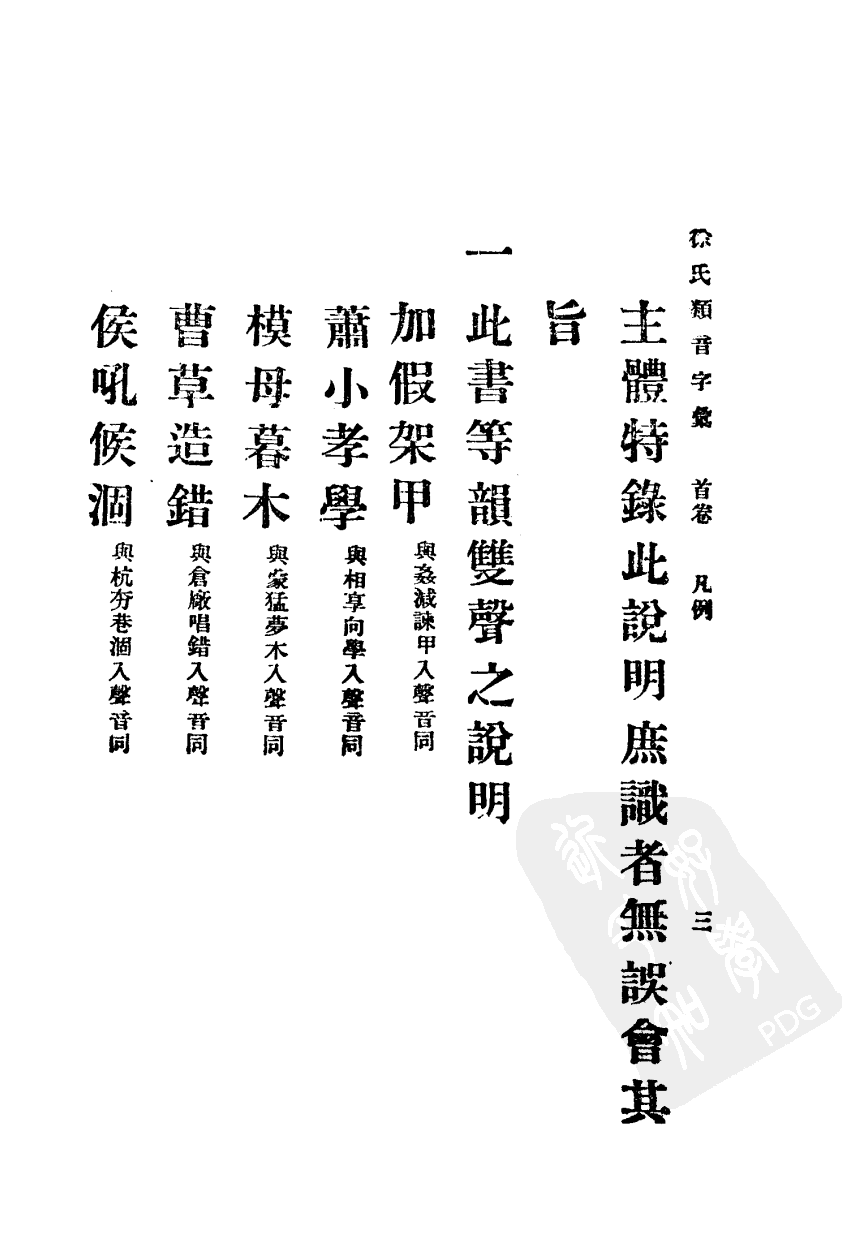 徐氏類音字彙 首卷 凡例 三
主體特錄此說明庶識者無誤會其
旨
一此書等韻雙聲之說明
加假架甲與姦減諫甲入聲音同
蕭小孝學與相享向學入聲音同
模母暮木與蒙猛夢木入聲音同
曹草造錯與倉廠唱錯入聲音同
侯吼候涸與杭夯巷涸入聲音同
PDG